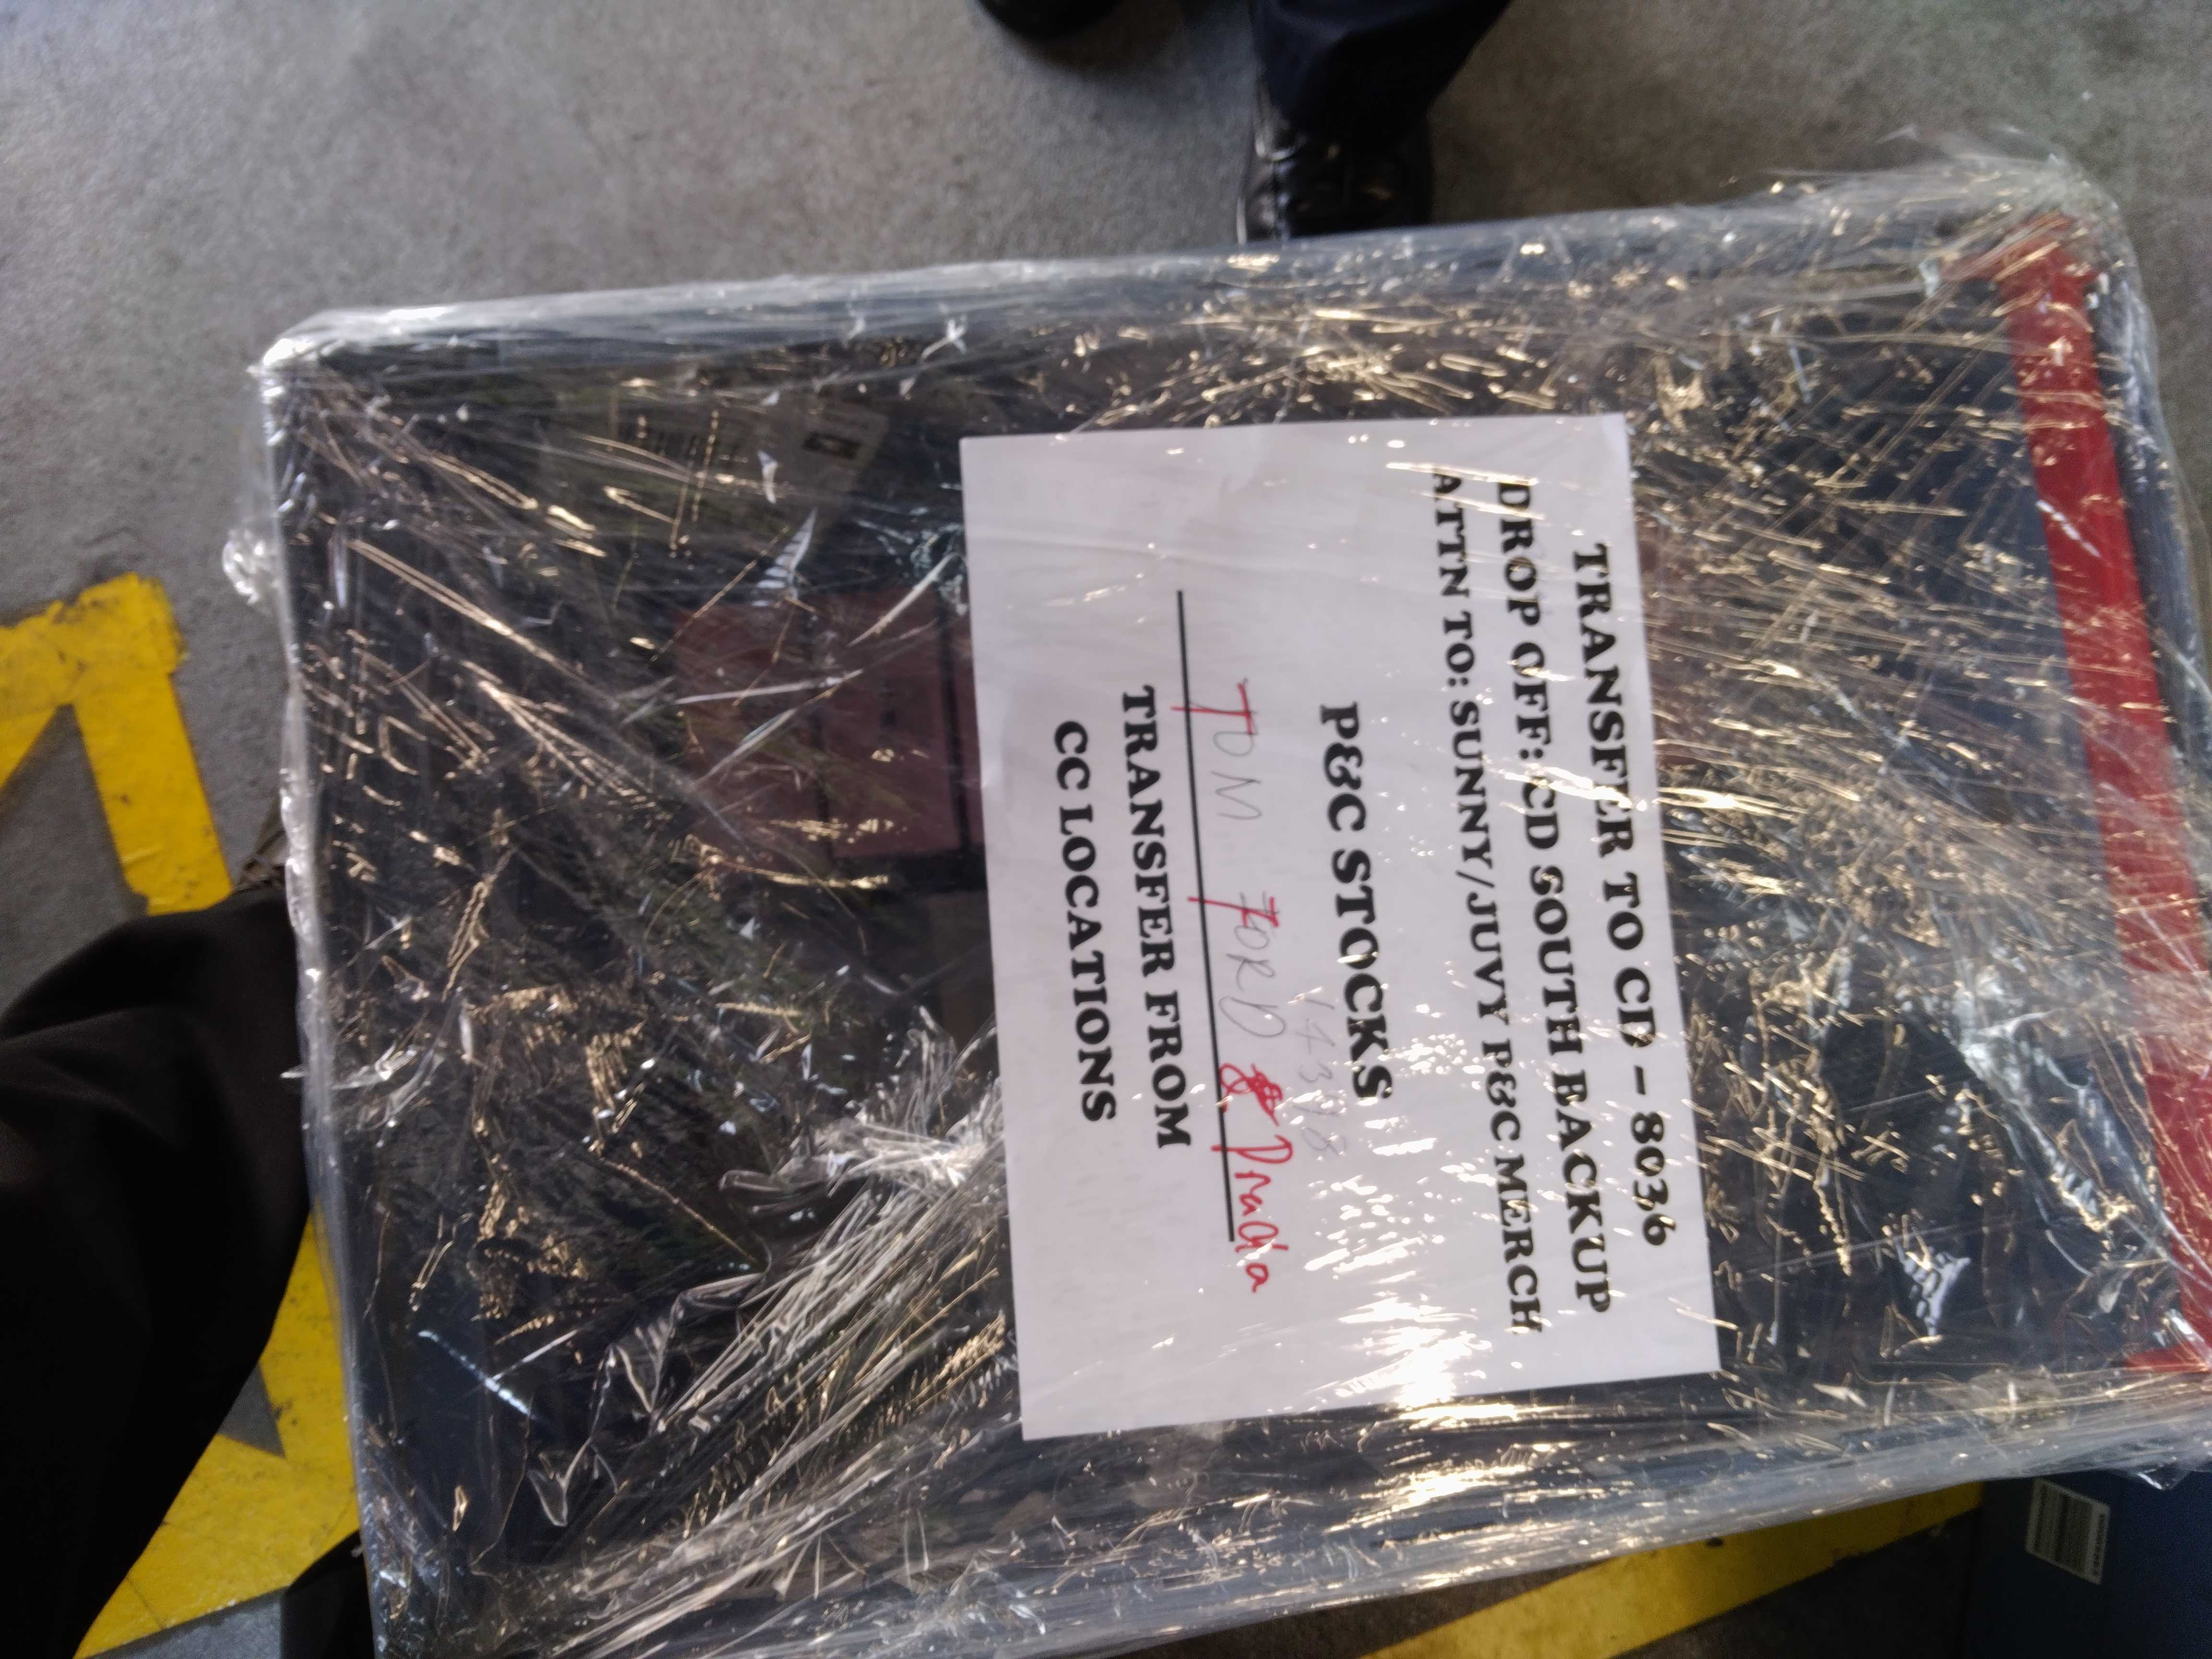 TRANSFER TO CD - 8036
DROP OFF: CD SOUTH BACKUP
ATTN TO: SUNNY/JUVY P&C MERCH
P&C STOCKS
TOM FORD & Prada
TRANSFER FROM
CC LOCATIONS